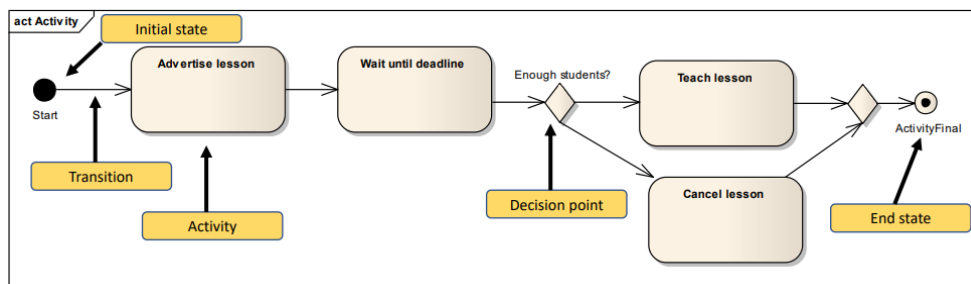 act Activity
Initial state
Advertise lesson
Wait until deadline
Enough students?
Teach lesson
Start
ActivityFinal
Transition
Cancel lesson
Decision point
Activity
End state